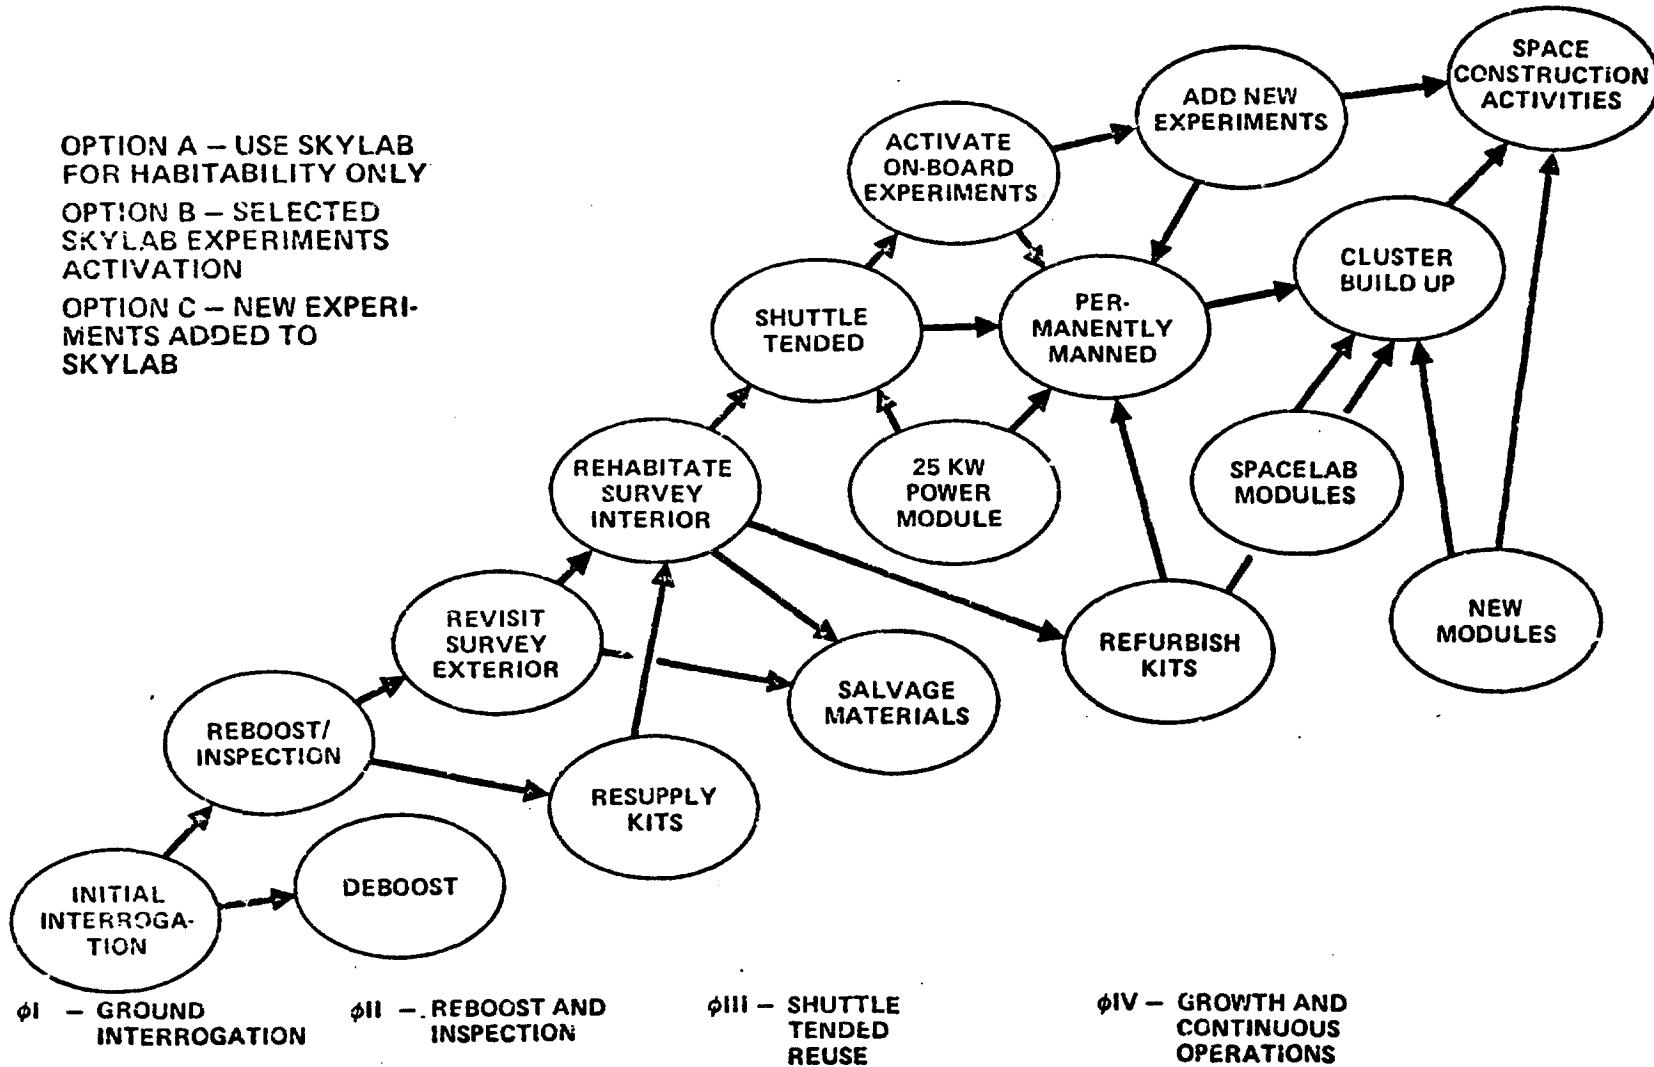 OPTION A – USE SKYLAB
FOR HABITABILITY ONLY
OPTION B – SELECTED
SKYLAB EXPERIMENTS
ACTIVATION
OPTION C – NEW EXPERI-
MENTS ADDED TO
SKYLAB
SPACE
CONSTRUCTION
ACTIVITIES
ADD NEW
EXPERIMENTS
ACTIVATE
ON-BOARD
EXPERIMENTS
CLUSTER
BUILD UP
SHUTTLE
TENDED
PER-
MANENTLY
MANNED
REHABITATE
SURVEY
INTERIOR
25 KW
POWER
MODULE
SPACELAB
MODULES
REVISIT
SURVEY
EXTERIOR
REFURBISH
KITS
NEW
MODULES
SALVAGE
MATERIALS
REBOOST/
INSPECTION
RESUPPLY
KITS
DEBOOST
INITIAL
INTERROGA-
TION
ϕI – GROUND
INTERROGATION
ϕII – REBOOST AND
INSPECTION
ϕIII – SHUTTLE
TENDED
REUSE
ϕIV – GROWTH AND
CONTINUOUS
OPERATIONS